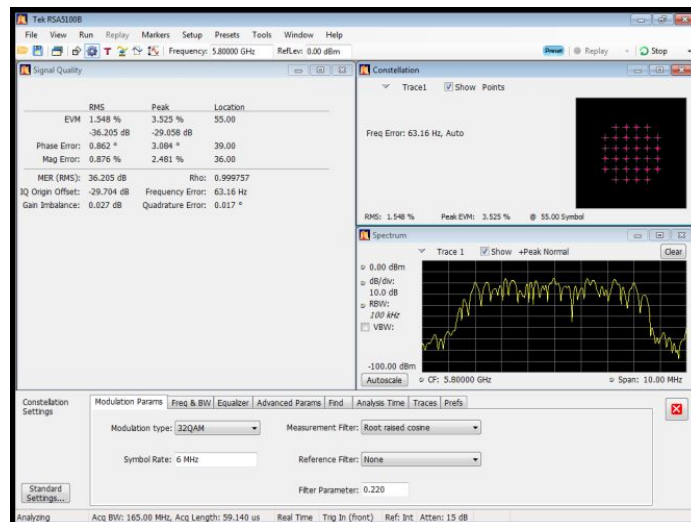 Tek RSA5100B
File View Run Replay Markers Setup Presets Tools Window Help
Frequency: 5.80000 GHz RefLev: 0.00 dBm Preset Replay Stop
Signal Quality
RMS Peak Location
EVM 1.548 % 3.525 % 55.00
-36.205 dB -29.058 dB
Phase Error: 0.862 ° 3.084 ° 39.00
Mag Error: 0.876 % 2.481 % 36.00
MER (RMS): 36.205 dB Rho: 0.999757
IQ Origin Offset: -29.704 dB Frequency Error: 63.16 Hz
Gain Imbalance: 0.027 dB Quadrature Error: 0.017 °
Constellation
Trace1 Show Points
Freq Error: 63.16 Hz, Auto
RMS: 1.548 % Peak EVM: 3.525 % @ 55.00 Symbol
Spectrum
Trace 1 Show +Peak Normal Clear
0.00 dBm
dB/div:
10.0 dB
RBW:
100 kHz
VBW:
-100.00 dBm
Autoscale CF: 5.80000 GHz Span: 10.00 MHz
Constellation
Settings
Modulation Params Freq & BW Equalizer Advanced Params Find Analysis Time Traces Prefs
Modulation type: 32QAM Measurement Filter: Root raised cosine
Symbol Rate: 6 MHz Reference Filter: None
Filter Parameter: 0.220
Standard
Settings...
Analyzing Acq BW: 165.00 MHz, Acq Length: 59.140 us Real Time Trig In (front) Ref: Int Atten: 15 dB